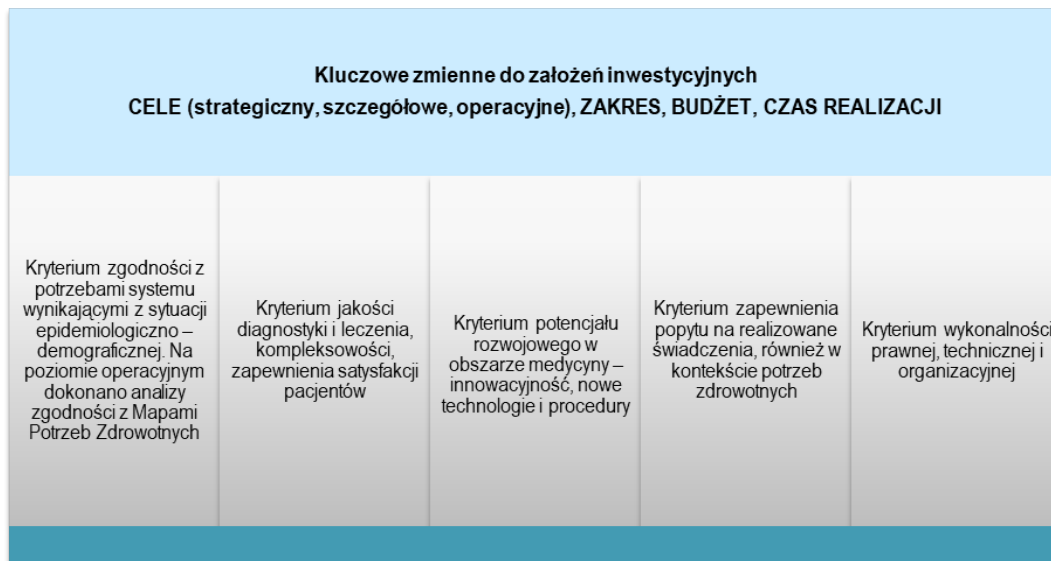 Kluczowe zmienne do założeń inwestycyjnych
CELE (strategiczny, szczegółowe, operacyjne), ZAKRES, BUDŻET, CZAS REALIZACJI
Kryterium zgodności z
potrzebami systemu
wynikającymi z sytuacji
epidemiologiczno –
demograficznej. Na
poziomie operacyjnym
dokonano analizy
zgodności z Mapami
Potrzeb Zdrowotnych
Kryterium jakości
diagnostyki i leczenia,
kompleksowości,
zapewnienia satysfakcji
pacjentów
Kryterium potencjału
rozwojowego w
obszarze medycyny –
innowacyjność, nowe
technologie i procedury
Kryterium zapewnienia
popytu na realizowane
świadczenia, również w
kontekście potrzeb
zdrowotnych
Kryterium wykonalności
prawnej, technicznej i
organizacyjnej